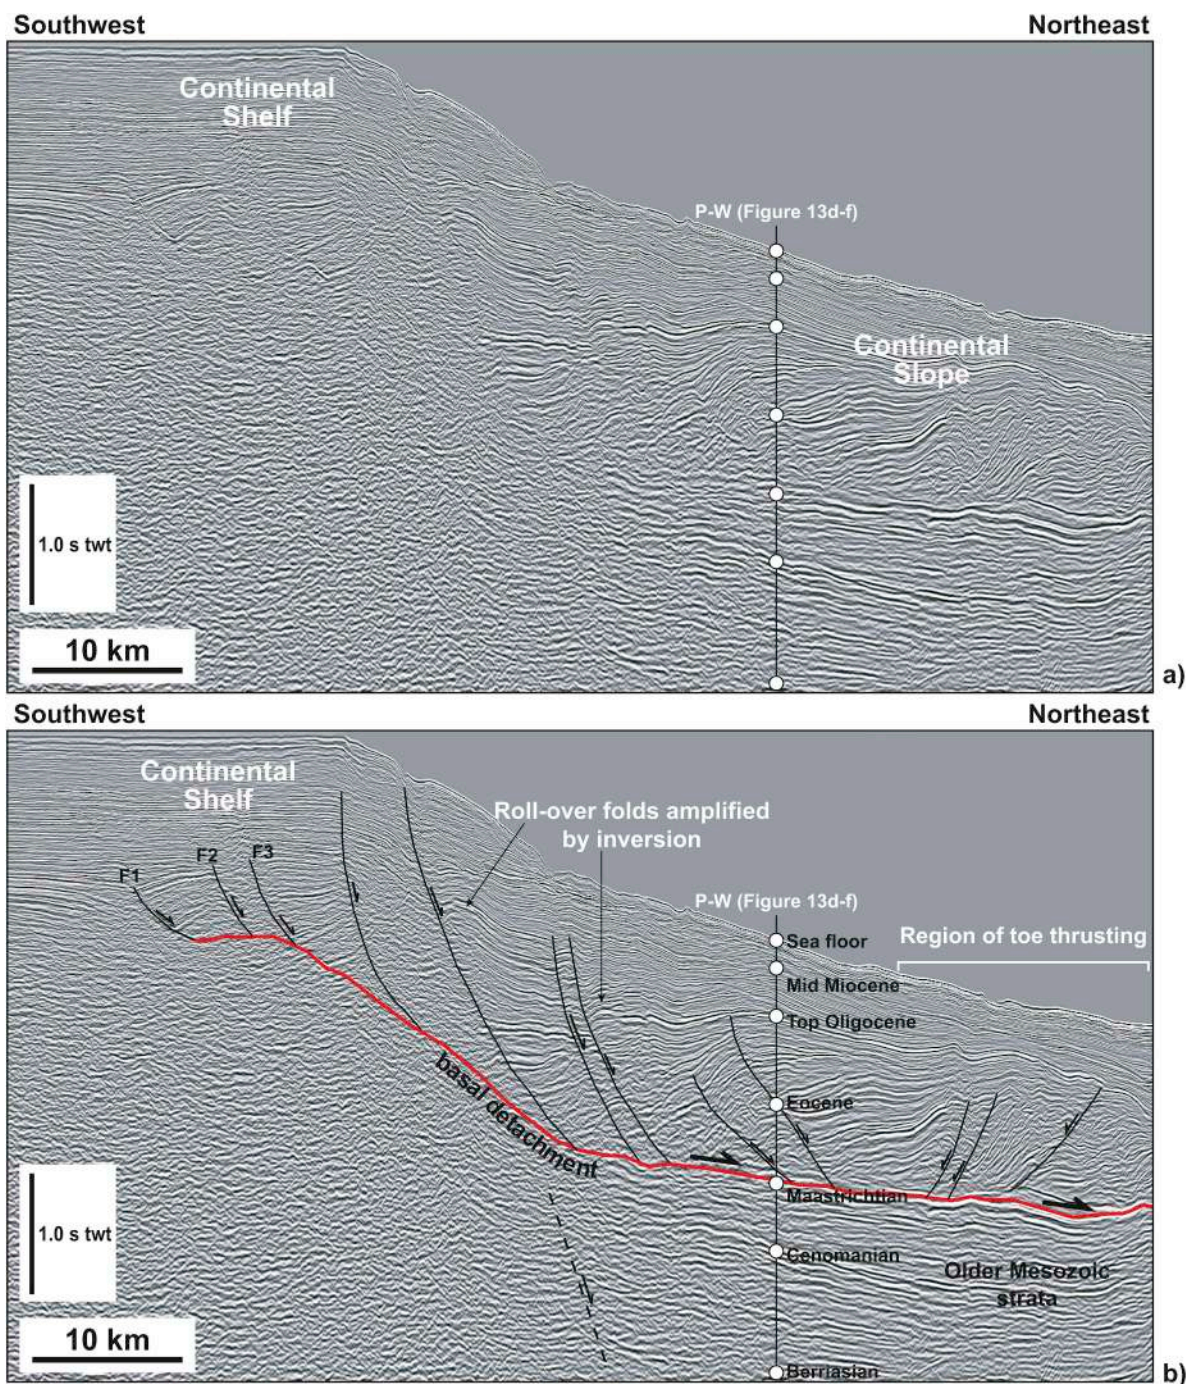 Southwest
Northeast
Continental
Shelf
P-W (Figure 13d-f)
Continental
Slope
1.0 s twt
10 km
a)
Southwest
Northeast
Continental
Shelf
Roll-over folds amplified
by inversion
F1
F2
F3
P-W (Figure 13d-f)
Region of toe thrusting
Sea floor
Mid Miocene
Top Oligocene
basal detachment
Eocene
Maastrichtian
Cenomanian
Older Mesozoic
strata
1.0 s twt
10 km
Berriasian
b)